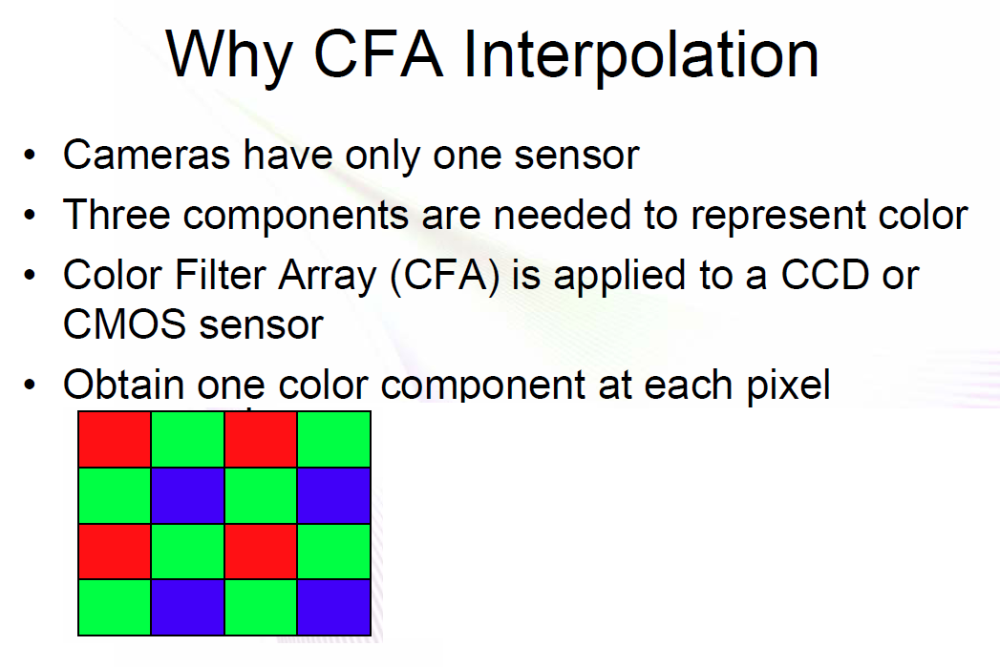 Why CFA Interpolation
• Cameras have only one sensor
• Three components are needed to represent color
• Color Filter Array (CFA) is applied to a CCD or
CMOS sensor
• Obtain one color component at each pixel